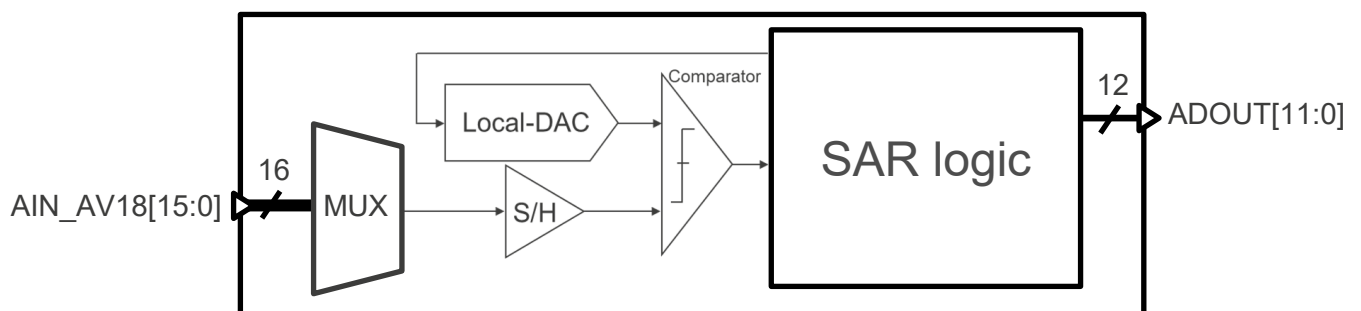 Comparator
12
ADOUT[11:0]
Local-DAC
SAR logic
16
AIN_AV18[15:0]
MUX
S/H